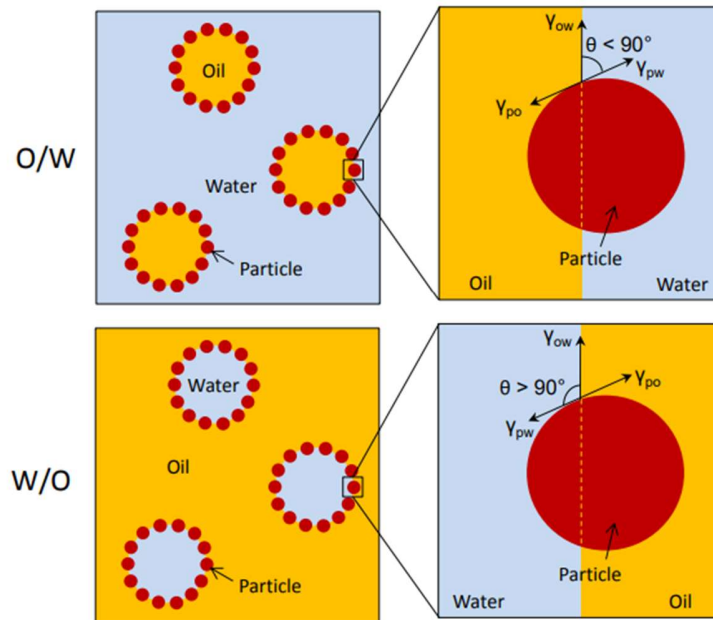 O/W
Oil
Water
Particle
γow
θ < 90°
γpw
γpo
Particle
Oil
Water
W/O
Water
Oil
Particle
γow
θ > 90°
γpo
γpw
Particle
Water
Oil